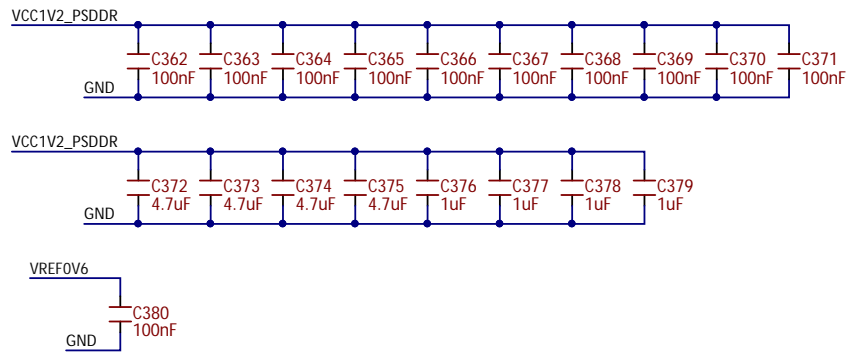 VCC1V2_PSDDR
C362 C363 C364 C365 C366 C367 C368 C369 C370 C371
100nF 100nF 100nF 100nF 100nF 100nF 100nF 100nF 100nF 100nF
GND
VCC1V2_PSDDR
C372 C373 C374 C375 C376 C377 C378 C379
4.7uF 4.7uF 4.7uF 4.7uF 1uF 1uF 1uF 1uF
GND
VREF0V6
C380
100nF
GND